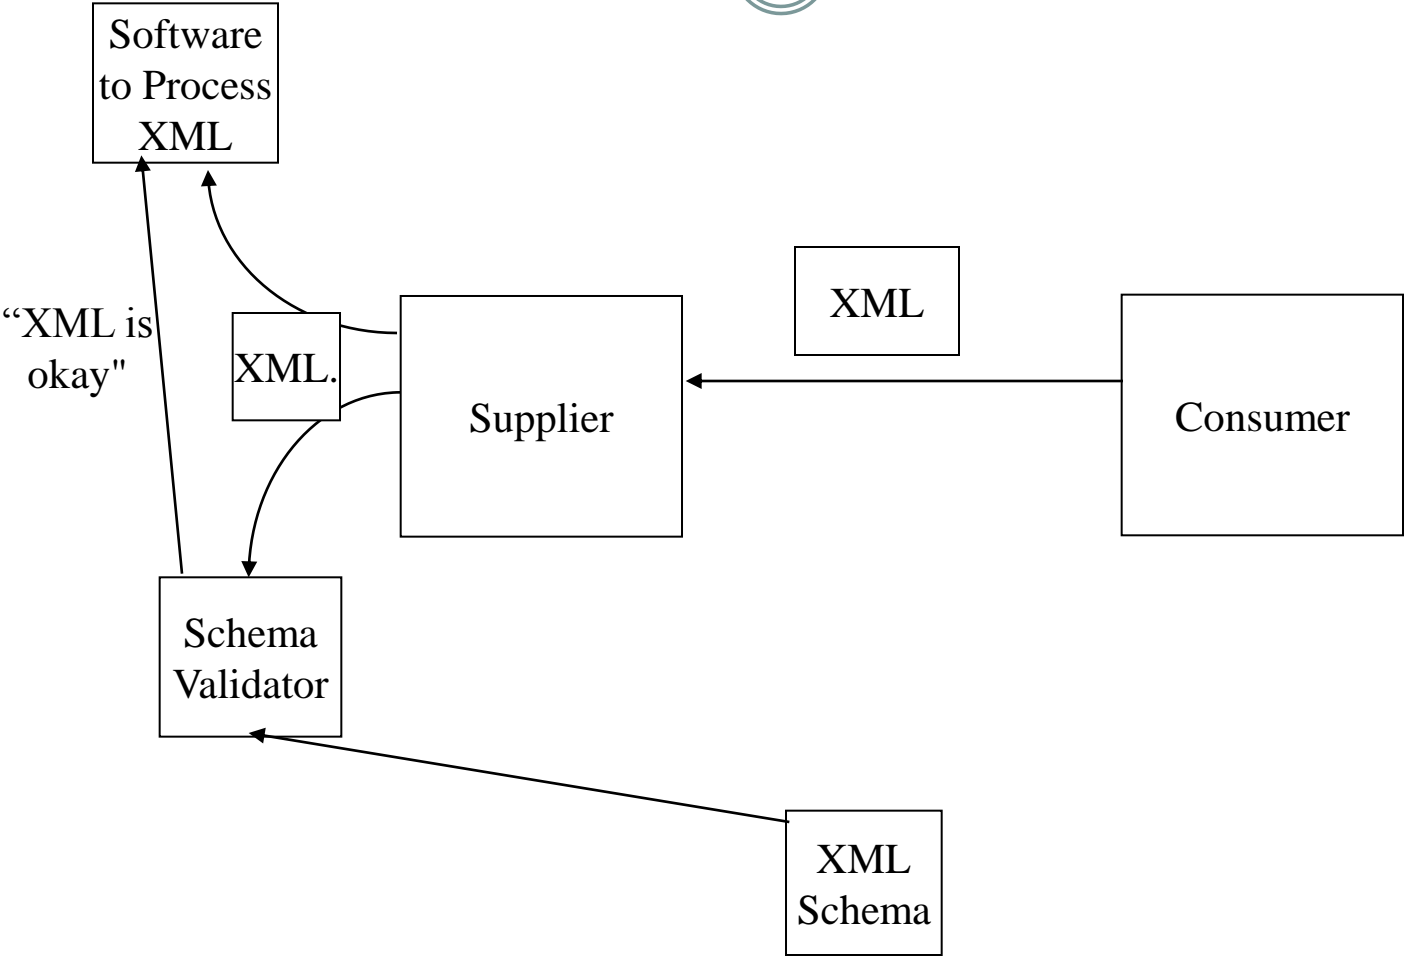 Software
to Process
XML
“XML is
okay"
XML.
Supplier
XML
Consumer
Schema
Validator
XML
Schema